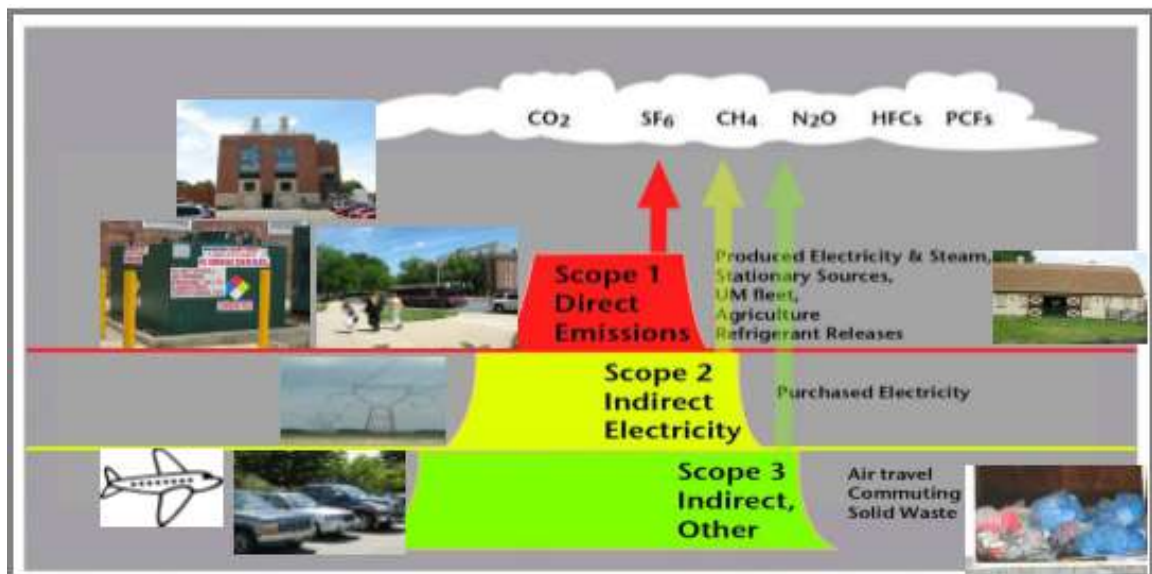 CO2 SF6 CH4 N2O HFCs PCFs
Scope 1
Direct
Emissions
Produced Electricity & Steam,
Stationary Sources,
UM fleet,
Agriculture
Refrigerant Releases
Scope 2
Indirect
Electricity
Purchased Electricity
Scope 3
Indirect,
Other
Air travel
Commuting
Solid Waste